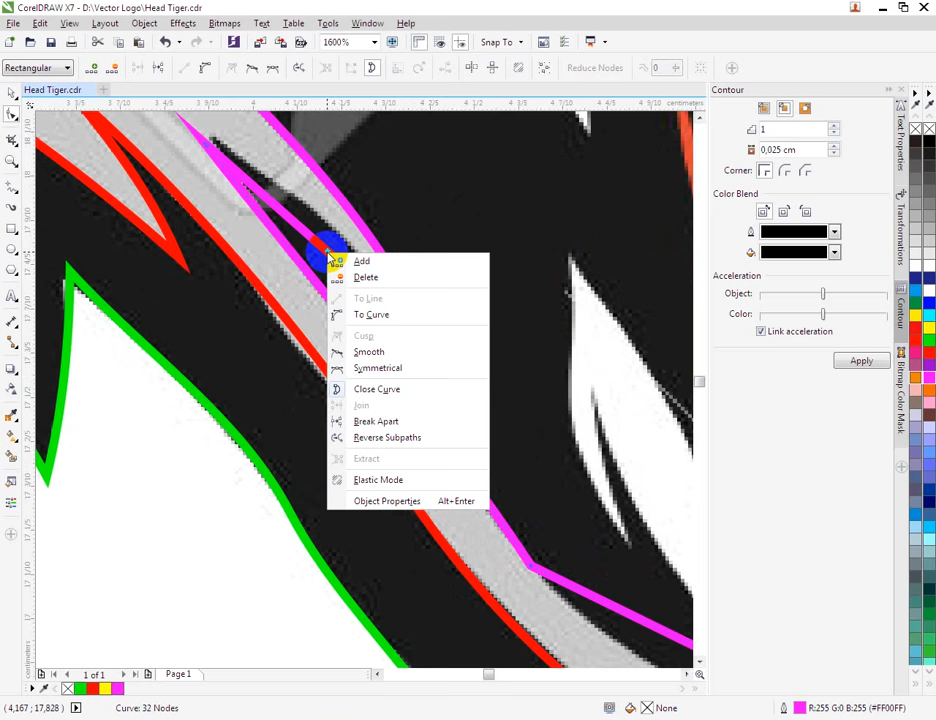 CorelDRAW X7 - D:\Vector Logo\Head Tiger.cdr
File Edit View Layout Object Effects Bitmaps Text Table Tools Window Help
1600% Snap To
Rectangular Reduce Nodes 0
Head Tiger.cdr
centimeters
Contour
1
0,025 cm
Corner:
Color Blend
Acceleration
Object:
Color:
Link acceleration
Apply
Text Properties
Transformations
Contour
Bitmap Color Mask
Add
Delete
To Line
To Curve
Cusp
Smooth
Symmetrical
Close Curve
Join
Break Apart
Reverse Subpaths
Extract
Elastic Mode
Object Properties Alt+Enter
centimeters
1 of 1 Page 1
( 4,167 ; 17,828 ) Curve: 32 Nodes None R:255 G:0 B:255 (#FF00FF)